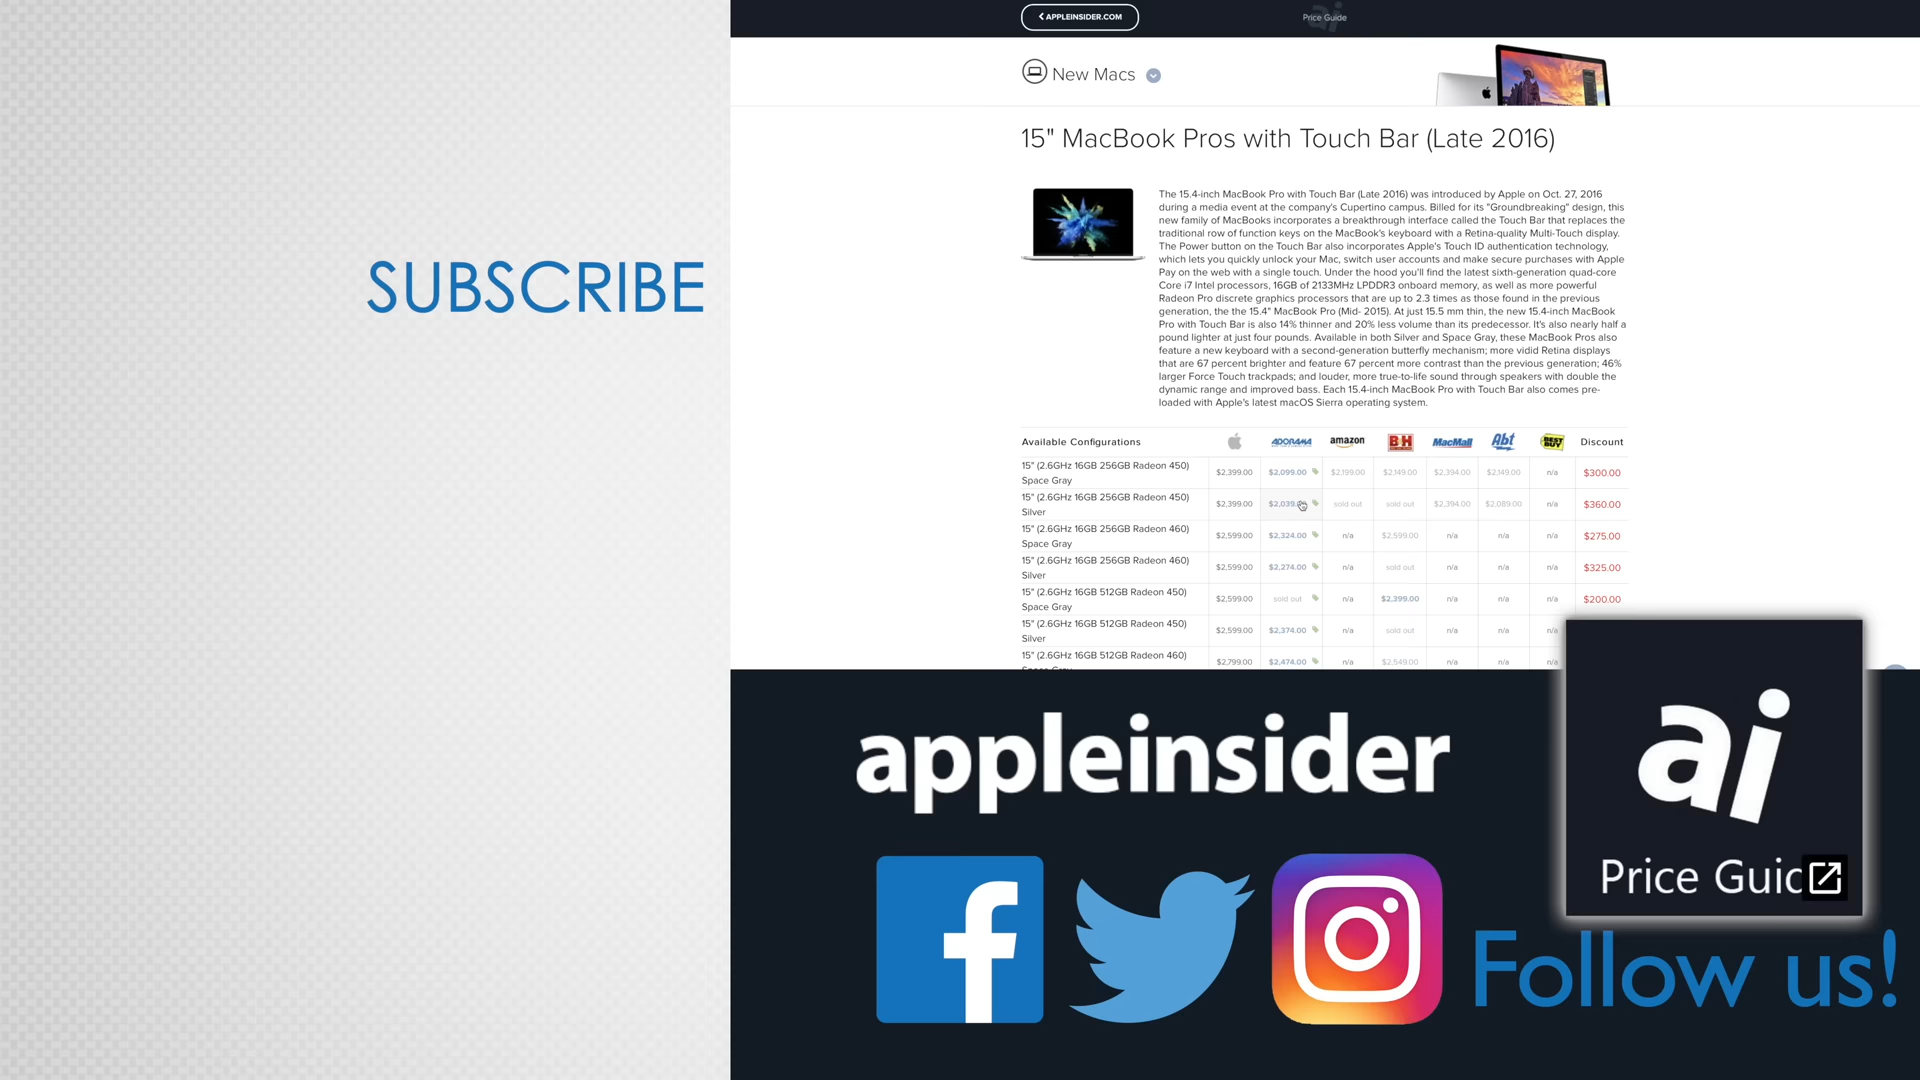 SUBSCRIBE
APPLEINSIDER.COM
Price Guide
New Macs
15" MacBook Pros with Touch Bar (Late 2016)
The 15.4-inch MacBook Pro with Touch Bar (Late 2016) was introduced by Apple on Oct. 27, 2016
during a media event at the company's Cupertino campus. Billed for its "Groundbreaking" design, this
new family of MacBooks incorporates a breakthrough interface called the Touch Bar that replaces the
traditional row of function keys on the MacBook's keyboard with a Retina-quality Multi-Touch display.
The Power button on the Touch Bar also incorporates Apple's Touch ID authentication technology,
which lets you quickly unlock your Mac, switch user accounts and make secure purchases with Apple
Pay on the web with a single touch. Under the hood you'll find the latest sixth-generation quad-core
Core i7 Intel processors, 16GB of 2133MHz LPDDR3 onboard memory, as well as more powerful
Radeon Pro discrete graphics processors that are up to 2.3 times as those found in the previous
generation, the the 15.4" MacBook Pro (Mid- 2015). At just 15.5 mm thin, the new 15.4-inch MacBook
Pro with Touch Bar is also 14% thinner and 20% less volume than its predecessor. It's also nearly half a
pound lighter at just four pounds. Available in both Silver and Space Gray, these MacBook Pros also
feature a new keyboard with a second-generation butterfly mechanism; more vidid Retina displays
that are 67 percent brighter and feature 67 percent more contrast than the previous generation; 46%
larger Force Touch trackpads; and louder, more true-to-life sound through speakers with double the
dynamic range and improved bass. Each 15.4-inch MacBook Pro with Touch Bar also comes pre-
loaded with Apple's latest macOS Sierra operating system.
Available Configurations ADORAMA amazon B&H MacMall Abt BEST BUY Discount
15" (2.6GHz 16GB 256GB Radeon 450) Space Gray $2,399.00 $2,099.00 $2,199.00 $2,149.00 $2,394.00 $2,149.00 n/a $300.00
15" (2.6GHz 16GB 256GB Radeon 450) Silver $2,399.00 $2,039. sold out sold out $2,394.00 $2,089.00 n/a $360.00
15" (2.6GHz 16GB 256GB Radeon 460) Space Gray $2,599.00 $2,324.00 n/a $2,599.00 n/a n/a n/a $275.00
15" (2.6GHz 16GB 256GB Radeon 460) Silver $2,599.00 $2,274.00 n/a sold out n/a n/a n/a $325.00
15" (2.6GHz 16GB 512GB Radeon 450) Space Gray $2,599.00 sold out n/a $2,399.00 n/a n/a n/a $200.00
15" (2.6GHz 16GB 512GB Radeon 450) Silver $2,599.00 $2,374.00 n/a sold out n/a n/a n/a
15" (2.6GHz 16GB 512GB Radeon 460) $2,799.00 $2,474.00 n/a $2,549.00 n/a n/a n/a
appleinsider
ai
Price Guid
Follow us!